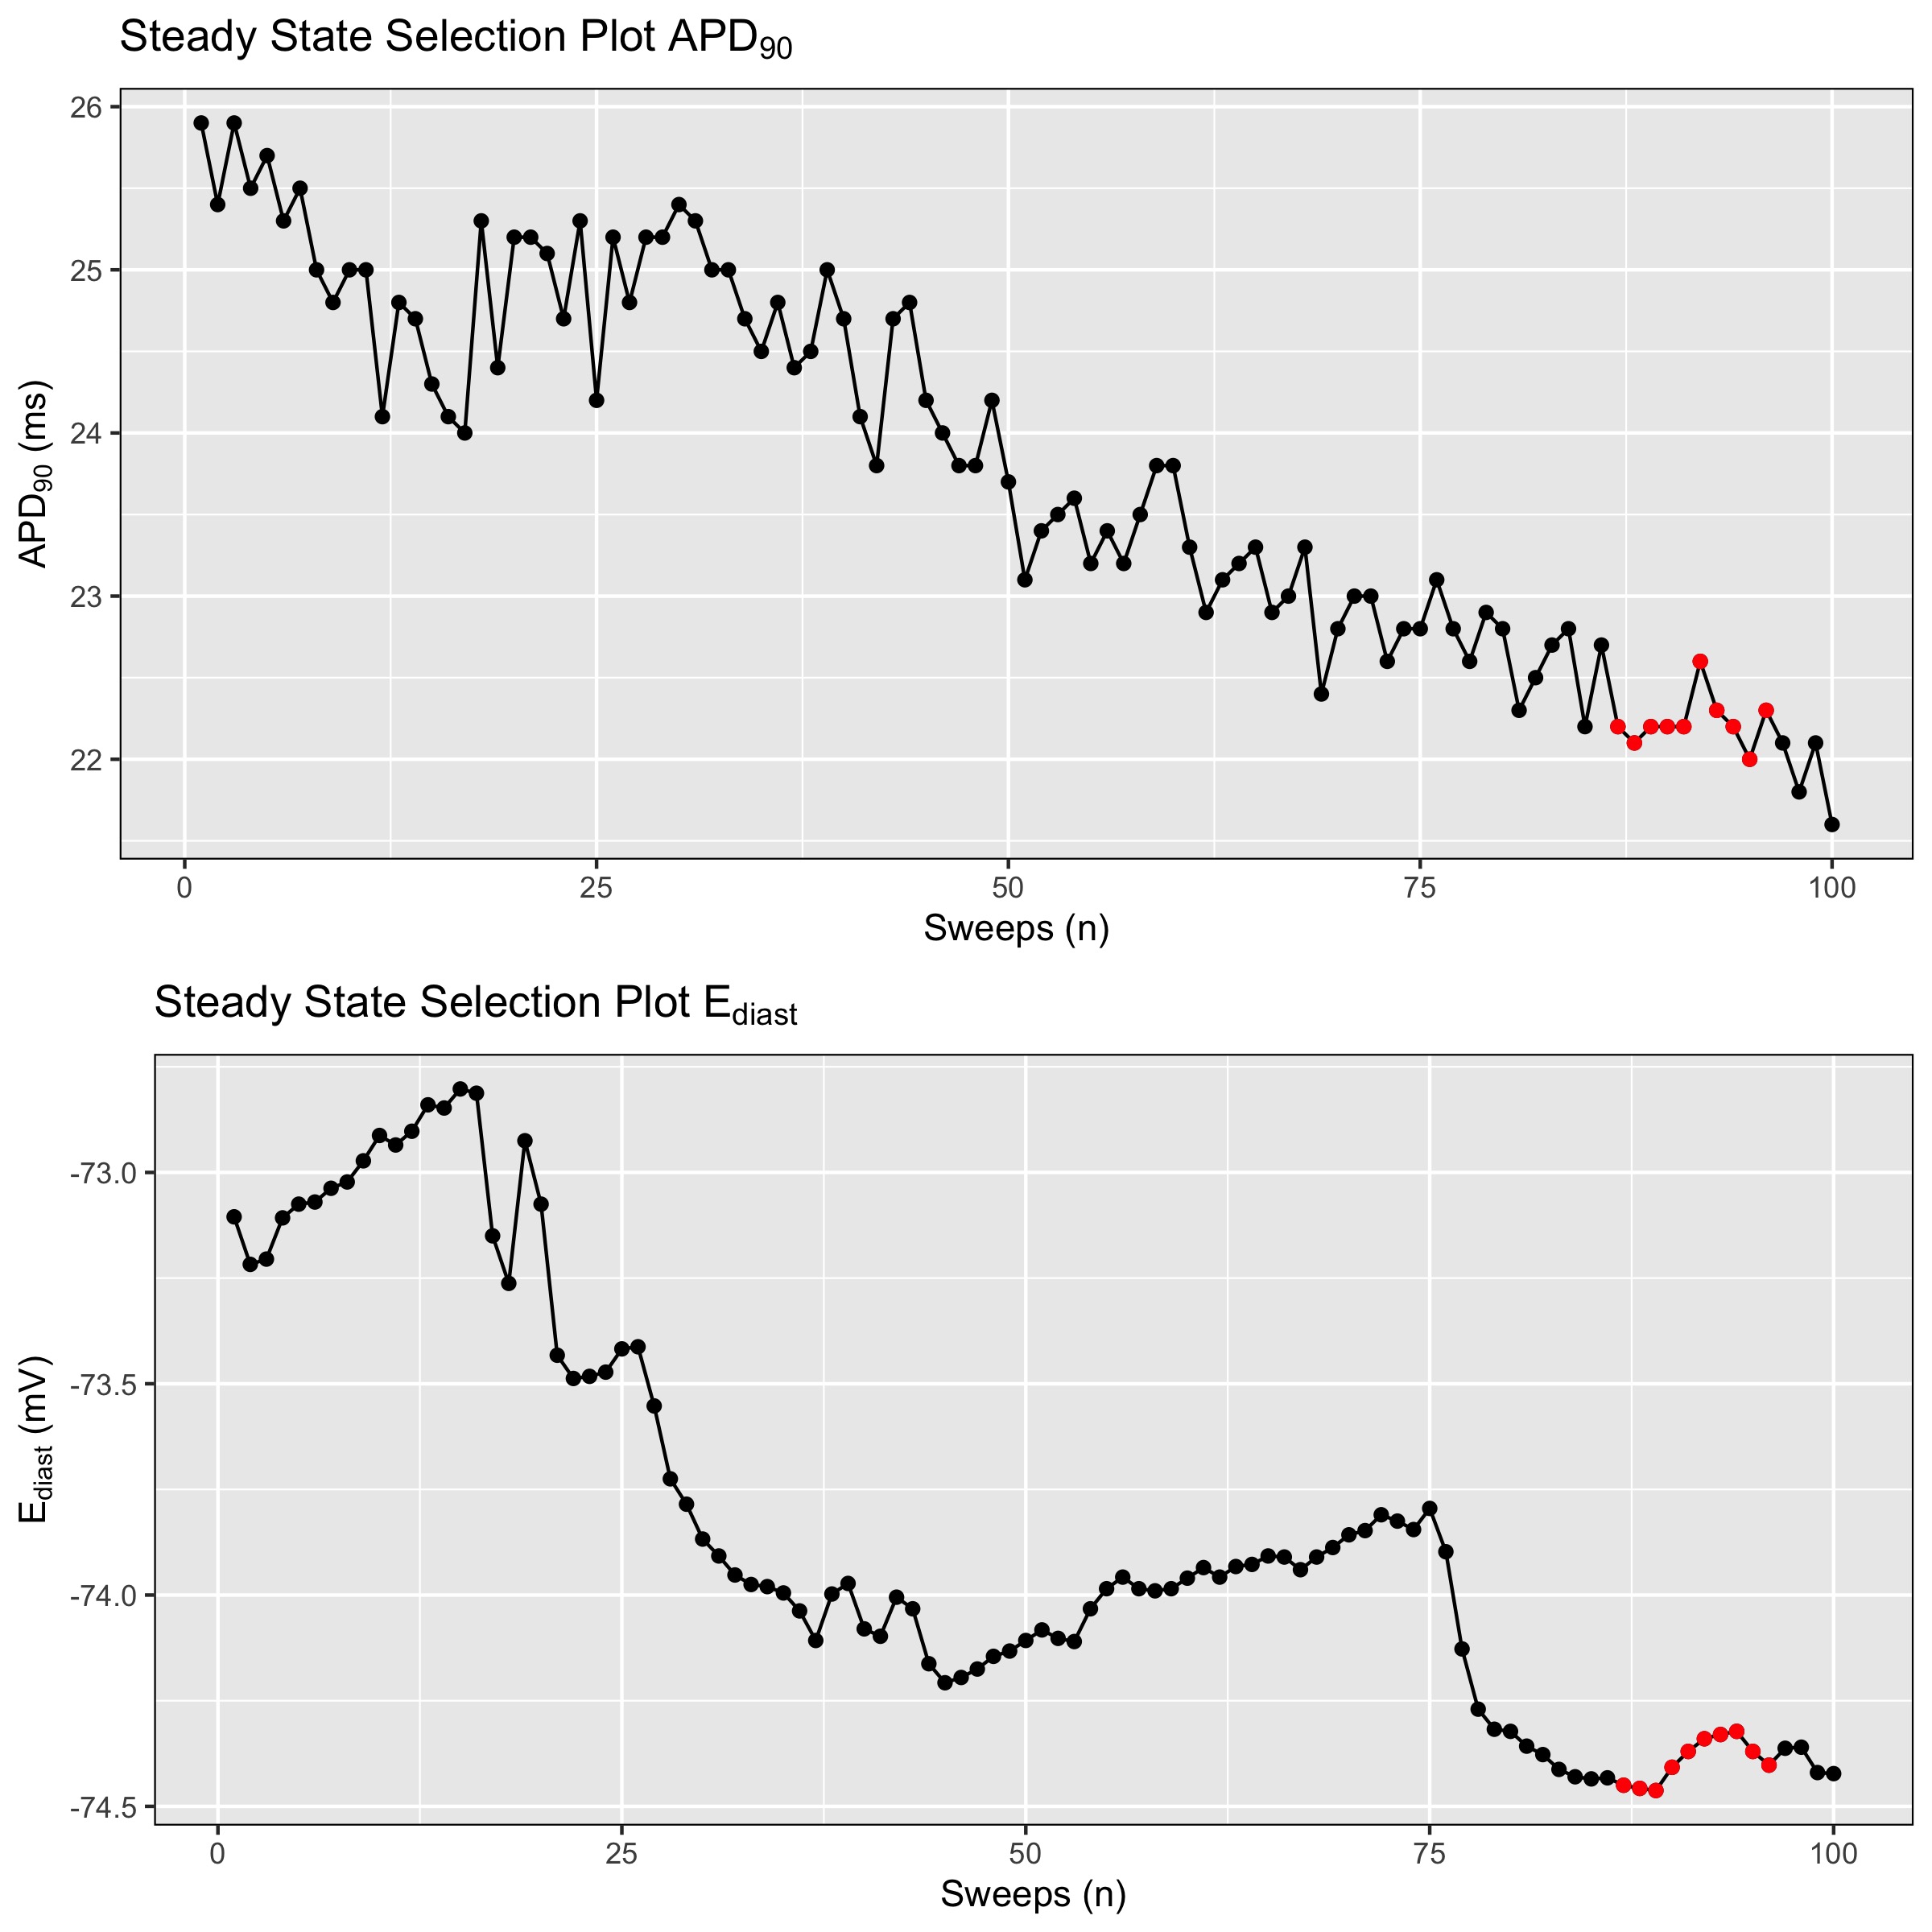 Steady State Selection Plot APD90
26
25
24
23
22
APD90 (ms)
0 25 50 75 100
Sweeps (n)
Steady State Selection Plot Ediast
-73.0
-73.5
-74.0
-74.5
Ediast (mV)
0 25 50 75 100
Sweeps (n)